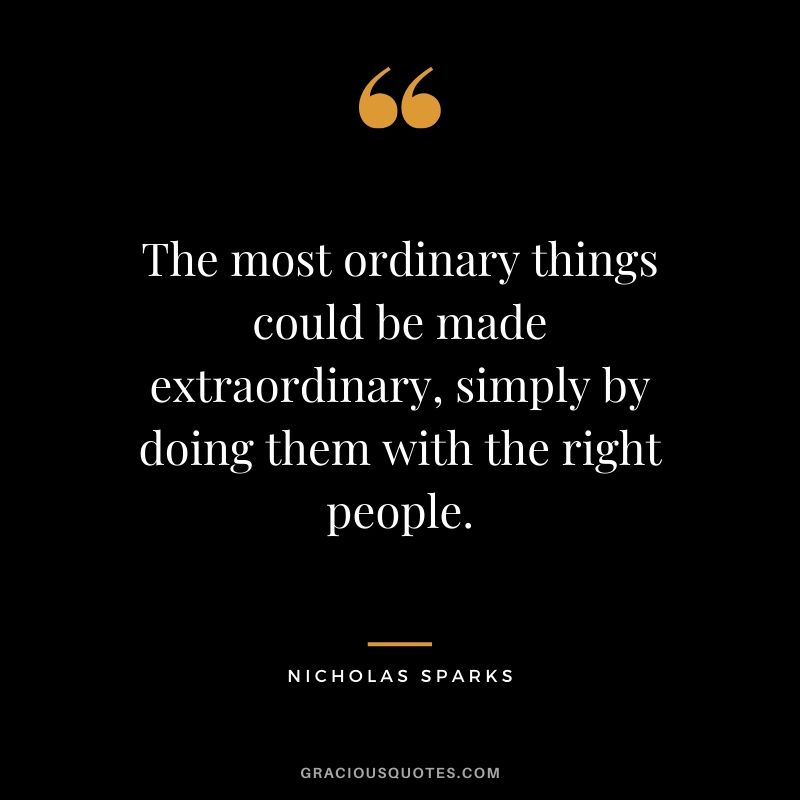 “
The most ordinary things
could be made
extraordinary, simply by
doing them with the right
people.
NICHOLAS SPARKS
GRACIOUSQUOTES.COM